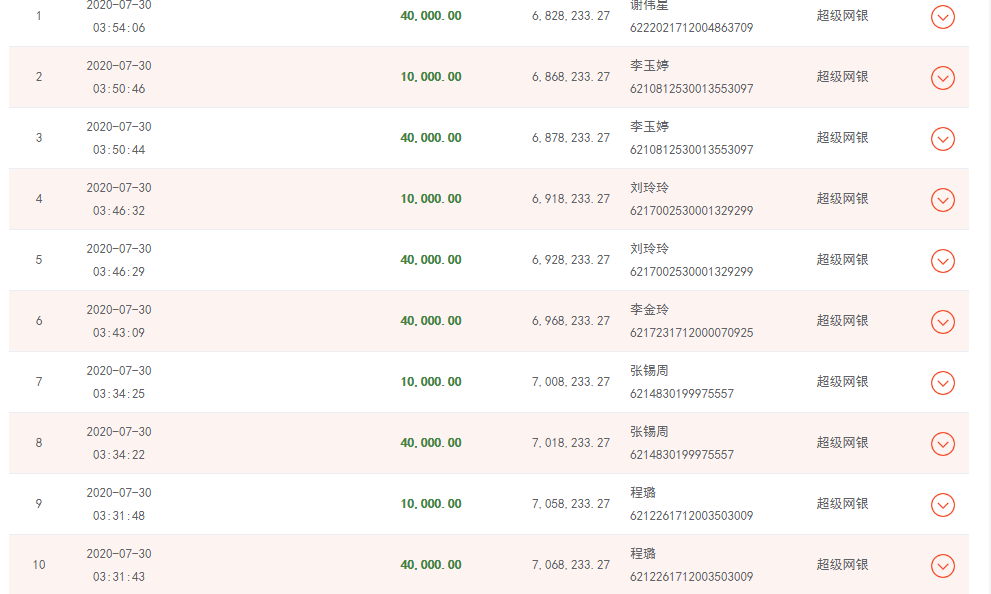 1 2020-07-30 40,000.00 6,828,233.27 谢伟星 超级网银
03:54:06 6222021712004863709
2 2020-07-30 10,000.00 6,868,233.27 李玉婷 超级网银
03:50:46 6210812530013553097
3 2020-07-30 40,000.00 6,878,233.27 李玉婷 超级网银
03:50:44 6210812530013553097
4 2020-07-30 10,000.00 6,918,233.27 刘玲玲 超级网银
03:46:32 6217002530001329299
5 2020-07-30 40,000.00 6,928,233.27 刘玲玲 超级网银
03:46:29 6217002530001329299
6 2020-07-30 40,000.00 6,968,233.27 李金玲 超级网银
03:43:09 6217231712000070925
7 2020-07-30 10,000.00 7,008,233.27 张锡周 超级网银
03:34:25 6214830199975557
8 2020-07-30 40,000.00 7,018,233.27 张锡周 超级网银
03:34:22 6214830199975557
9 2020-07-30 10,000.00 7,058,233.27 程璐 超级网银
03:31:48 6212261712003503009
10 2020-07-30 40,000.00 7,068,233.27 程璐 超级网银
03:31:43 6212261712003503009